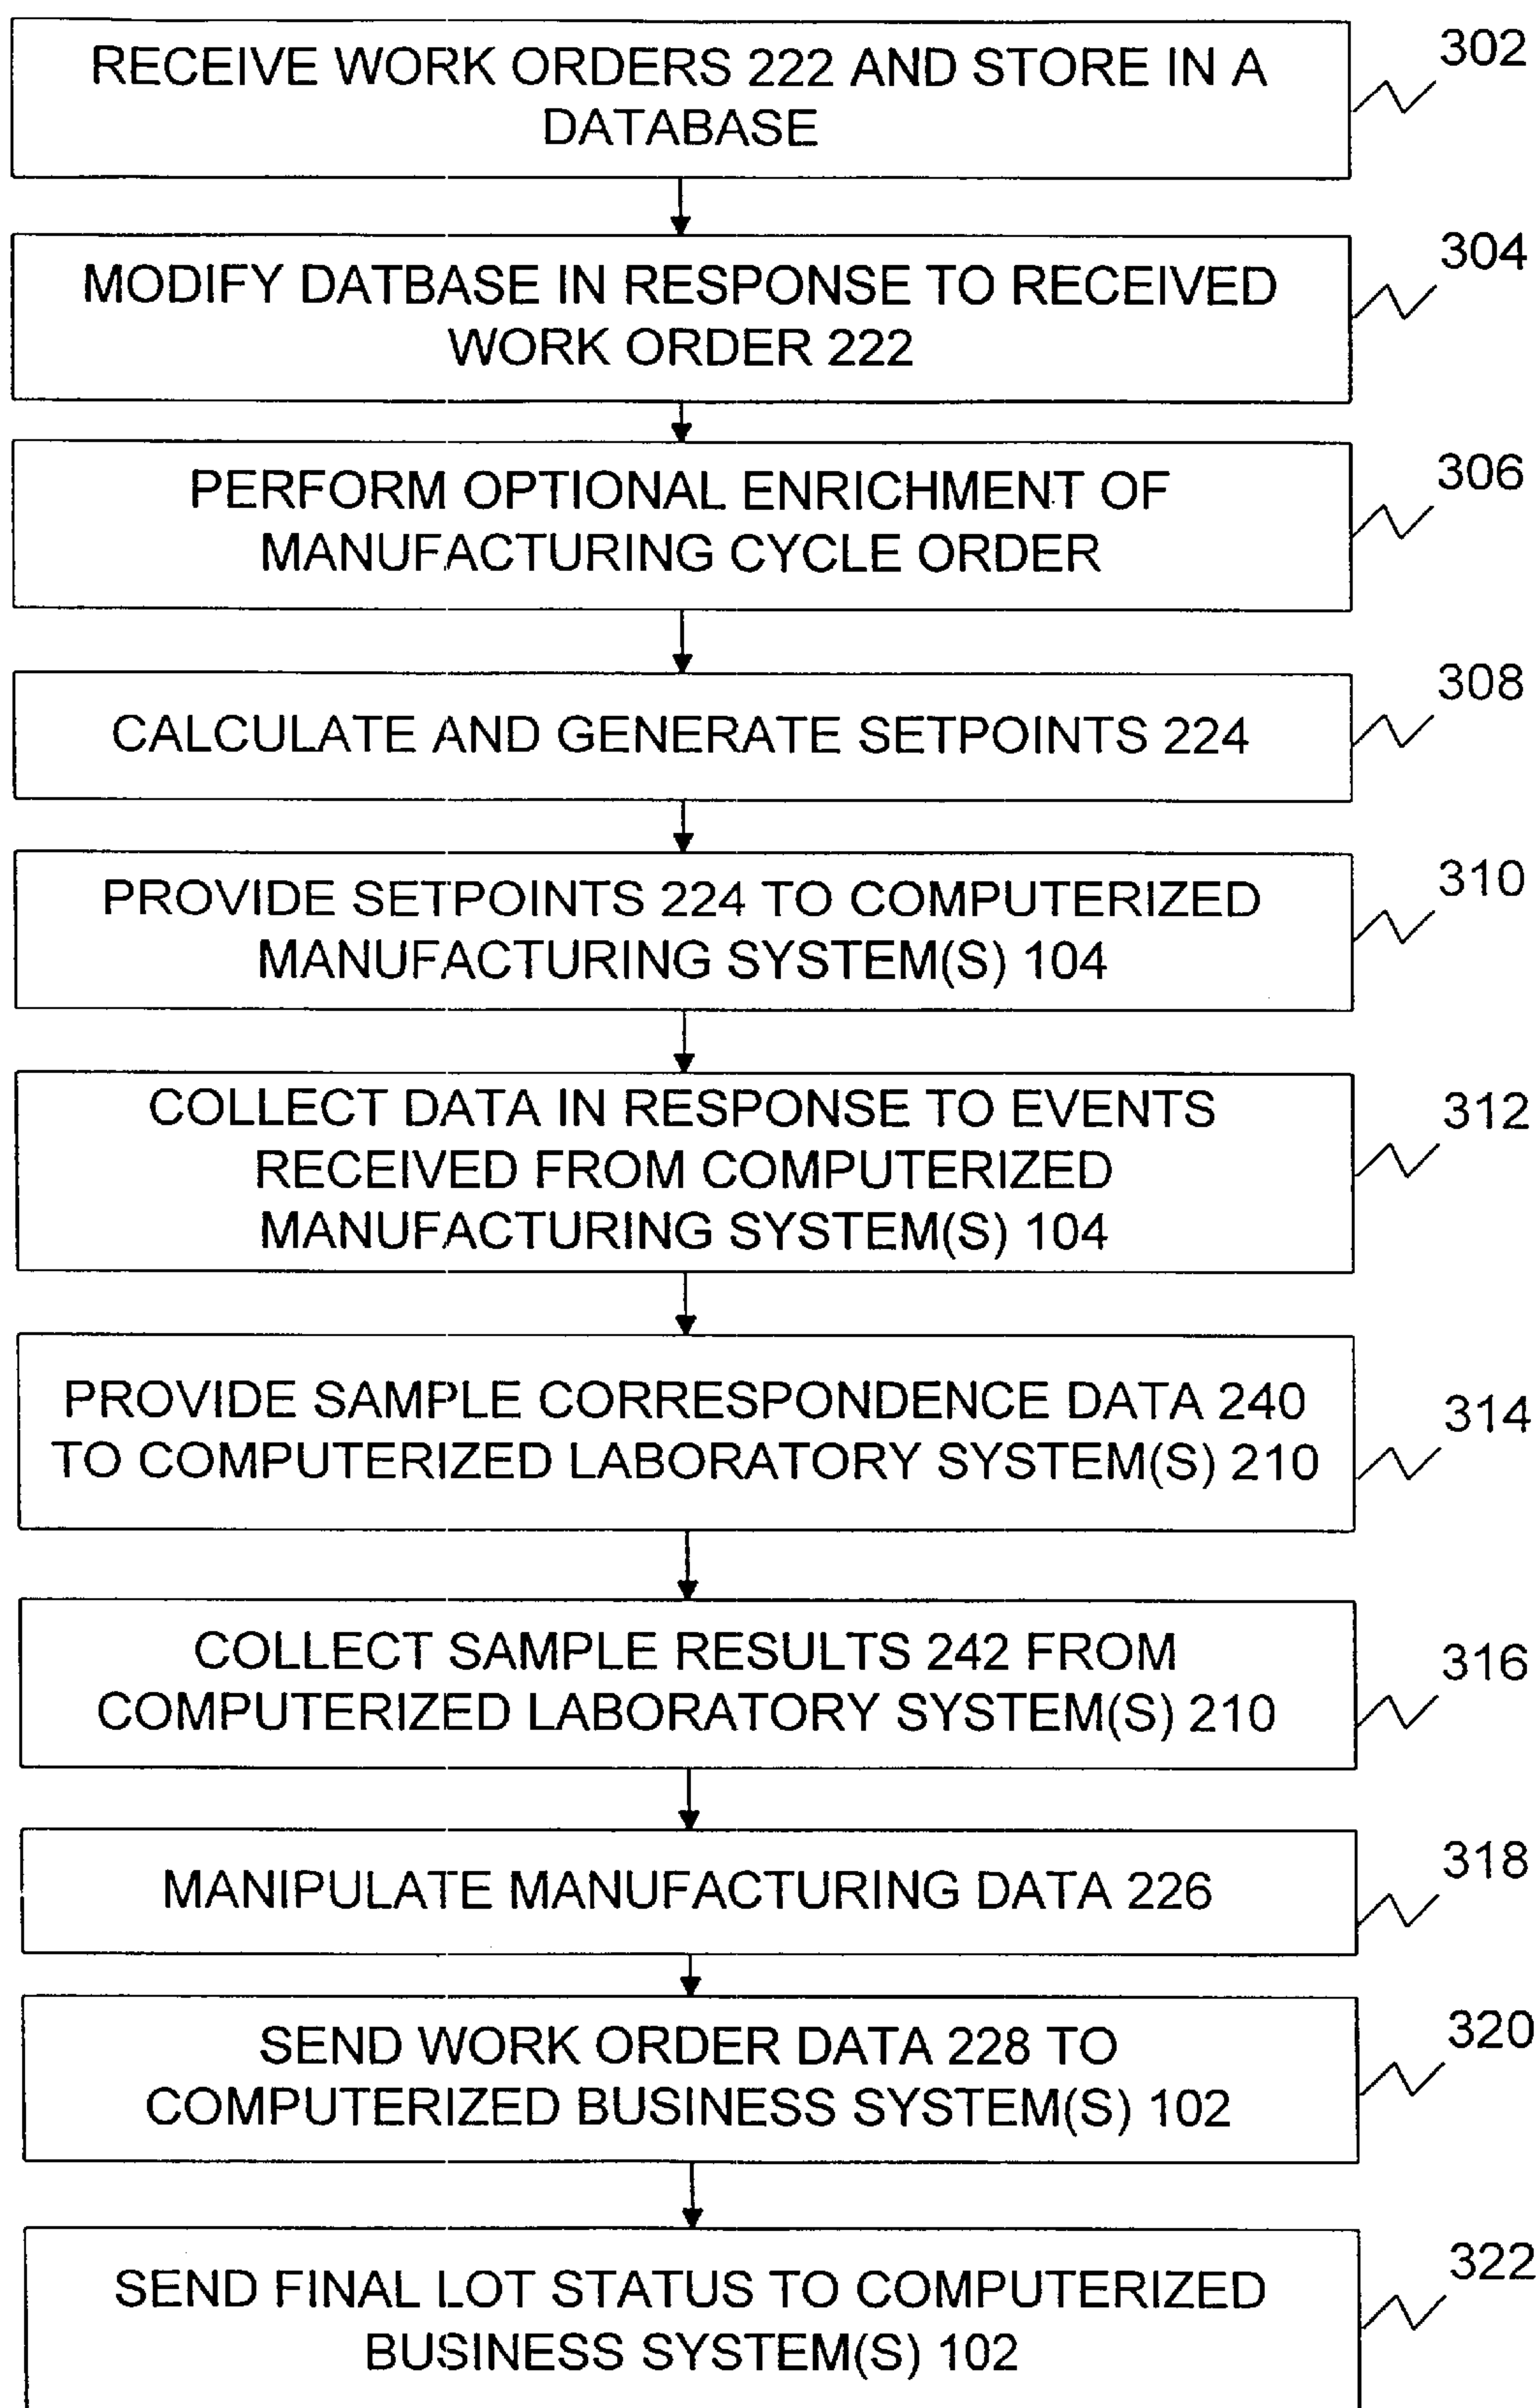 RECEIVE WORK ORDERS 222 AND STORE IN A
DATABASE
302
MODIFY DATBASE IN RESPONSE TO RECEIVED
WORK ORDER 222
304
PERFORM OPTIONAL ENRICHMENT OF
MANUFACTURING CYCLE ORDER
306
CALCULATE AND GENERATE SETPOINTS 224
308
PROVIDE SETPOINTS 224 TO COMPUTERIZED
MANUFACTURING SYSTEM(S) 104
310
COLLECT DATA IN RESPONSE TO EVENTS
RECEIVED FROM COMPUTERIZED
MANUFACTURING SYSTEM(S) 104
312
PROVIDE SAMPLE CORRESPONDENCE DATA 240
TO COMPUTERIZED LABORATORY SYSTEM(S) 210
314
COLLECT SAMPLE RESULTS 242 FROM
COMPUTERIZED LABORATORY SYSTEM(S) 210
316
MANIPULATE MANUFACTURING DATA 226
318
SEND WORK ORDER DATA 228 TO
COMPUTERIZED BUSINESS SYSTEM(S) 102
320
SEND FINAL LOT STATUS TO COMPUTERIZED
BUSINESS SYSTEM(S) 102
322